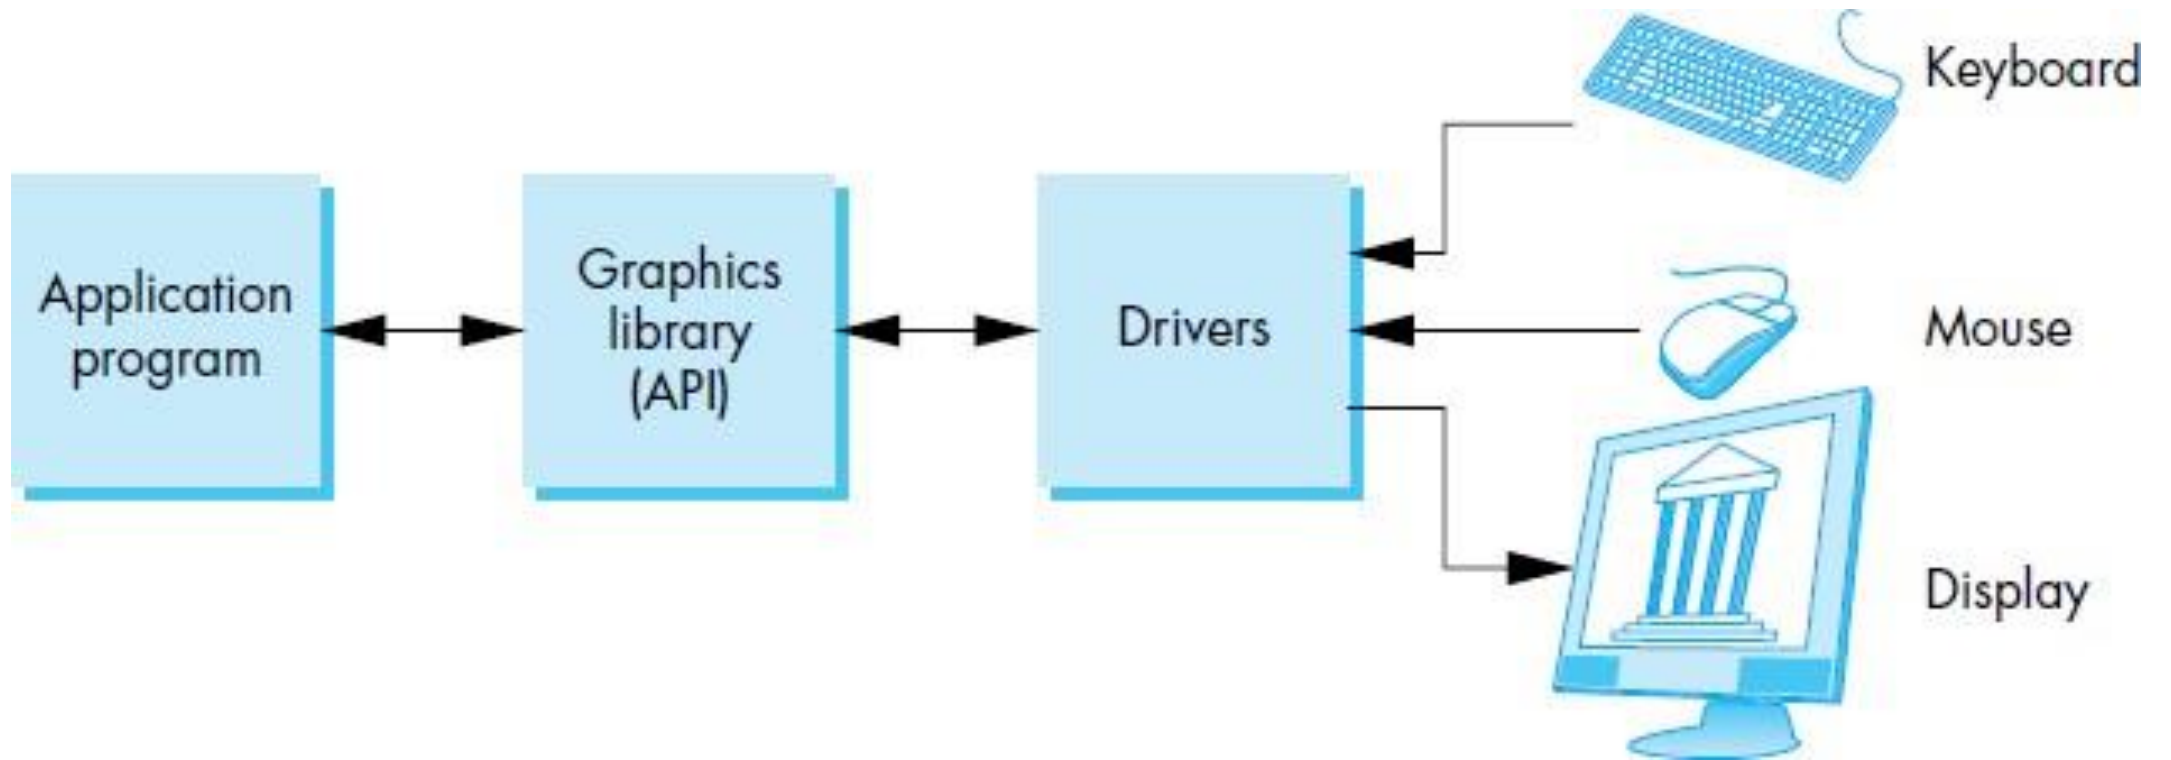 Application
program
Graphics
library
(API)
Drivers
Keyboard
Mouse
Display